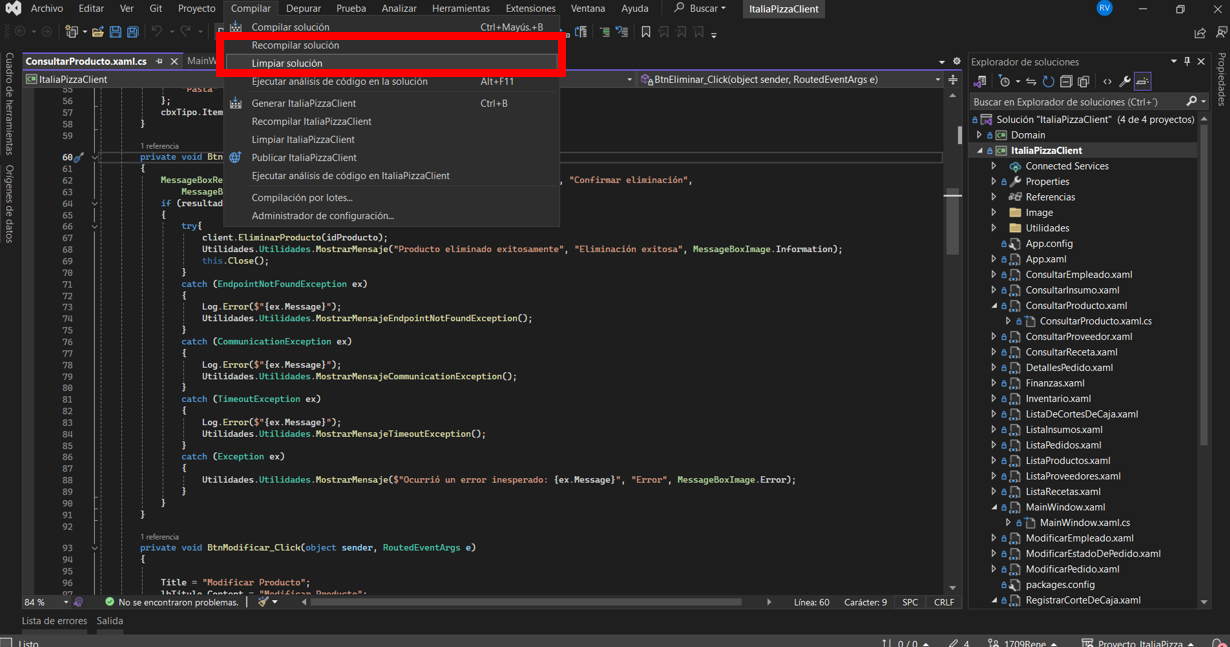 Archivo Editar Ver Git Proyecto Compilar Depurar Prueba Analizar Herramientas Extensiones Ventana Ayuda Buscar ItaliaPizzaClient RV
Compilar solución Ctrl+Mayús.+B
Recompilar solución
Limpiar solución
Ejecutar análisis de código en la solución Alt+F11
Generar ItaliaPizzaClient Ctrl+B
Recompilar ItaliaPizzaClient
Limpiar ItaliaPizzaClient
Publicar ItaliaPizzaClient
Ejecutar análisis de código en ItaliaPizzaClient
Compilación por lotes...
Administrador de configuración...
Cuadro de herramientas
Orígenes de datos
ConsultarProducto.xaml.cs MainW
ItaliaPizzaClient BtnEliminar_Click(object sender, RoutedEventArgs e)
55 "Pasta"
56 };
57 cbxTipo.Item
58 }
59
1 referencia
60 private void Btn
61 {
62 MessageBoxRe , "Confirmar eliminación",
63 MessageB
64 if (resultad
65 {
66 try{
67 client.EliminarProducto(idProducto);
68 Utilidades.Utilidades.MostrarMensaje("Producto eliminado exitosamente", "Eliminación exitosa", MessageBoxImage.Information);
69 this.Close();
70 }
71 catch (EndpointNotFoundException ex)
72 {
73 Log.Error($"{ex.Message}");
74 Utilidades.Utilidades.MostrarMensajeEndpointNotFoundException();
75 }
76 catch (CommunicationException ex)
77 {
78 Log.Error($"{ex.Message}");
79 Utilidades.Utilidades.MostrarMensajeCommunicationException();
80 }
81 catch (TimeoutException ex)
82 {
83 Log.Error($"{ex.Message}");
84 Utilidades.Utilidades.MostrarMensajeTimeoutException();
85 }
86 catch (Exception ex)
87 {
88 Utilidades.Utilidades.MostrarMensaje($"Ocurrió un error inesperado: {ex.Message}", "Error", MessageBoxImage.Error);
89 }
90 }
91 }
92
1 referencia
93 private void BtnModificar_Click(object sender, RoutedEventArgs e)
94 {
95
96 Title = "Modificar Producto";
97 lbTitulo.Content = "Modificar Producto";
84 % No se encontraron problemas. Línea: 60 Carácter: 9 SPC CRLF
Lista de errores Salida
Listo 0 / 0 4 1709Rene Proyecto_ItaliaPizza
Explorador de soluciones
Buscar en Explorador de soluciones (Ctrl+´)
Solución "ItaliaPizzaClient" (4 de 4 proyectos)
Domain
ItaliaPizzaClient
Connected Services
Properties
Referencias
Image
Utilidades
App.config
App.xaml
ConsultarEmpleado.xaml
ConsultarInsumo.xaml
ConsultarProducto.xaml
ConsultarProducto.xaml.cs
ConsultarProveedor.xaml
ConsultarReceta.xaml
DetallesPedido.xaml
Finanzas.xaml
Inventario.xaml
ListaDeCortesDeCaja.xaml
ListaInsumos.xaml
ListaPedidos.xaml
ListaProductos.xaml
ListaProveedores.xaml
ListaRecetas.xaml
MainWindow.xaml
MainWindow.xaml.cs
ModificarEmpleado.xaml
ModificarEstadoDePedido.xaml
ModificarPedido.xaml
packages.config
RegistrarCorteDeCaja.xaml
Propiedades